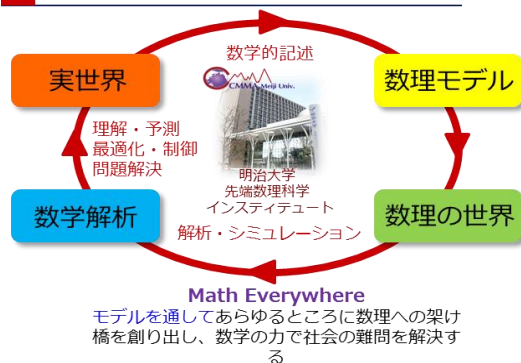 数学的記述
実世界
数理モデル
CMMA Meiji Univ.
理解・予測
最適化・制御
問題解決
明治大学
先端数理科学
インスティテュート
数学解析
数理の世界
解析・シミュレーション
Math Everywhere
モデルを通してあらゆるところに数理への架け
橋を創り出し、数学の力で社会の難問を解決す
る